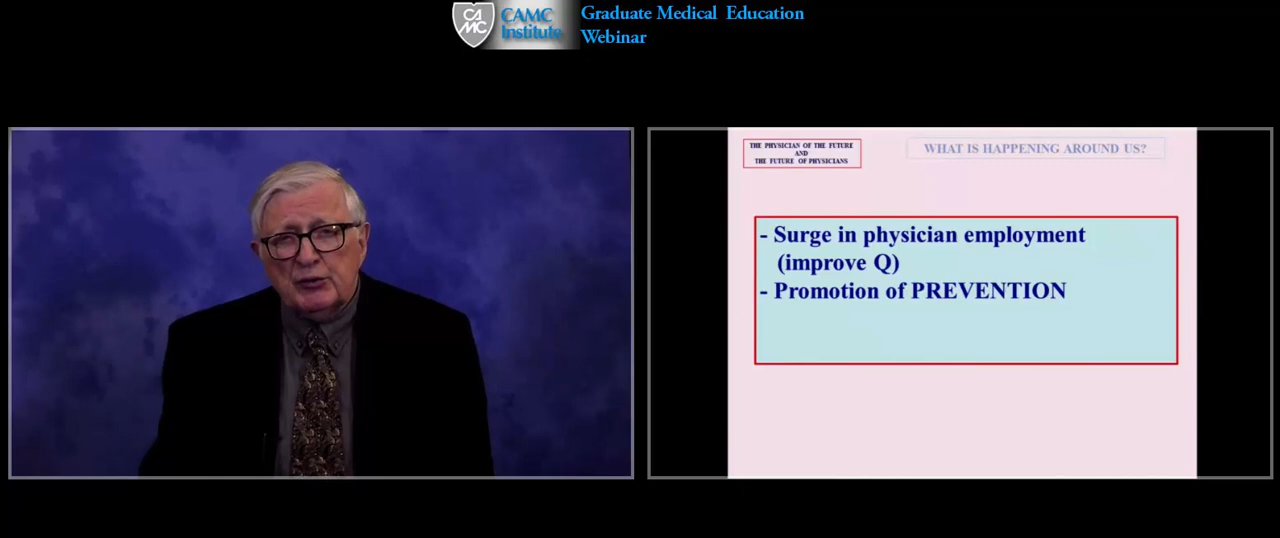 CAMC
CAMC
Institute
Graduate Medical Education
Webinar
THE PHYSICIAN OF THE FUTURE
AND
THE FUTURE OF PHYSICIANS
WHAT IS HAPPENING AROUND US?
- Surge in physician employment
(improve Q)
- Promotion of PREVENTION